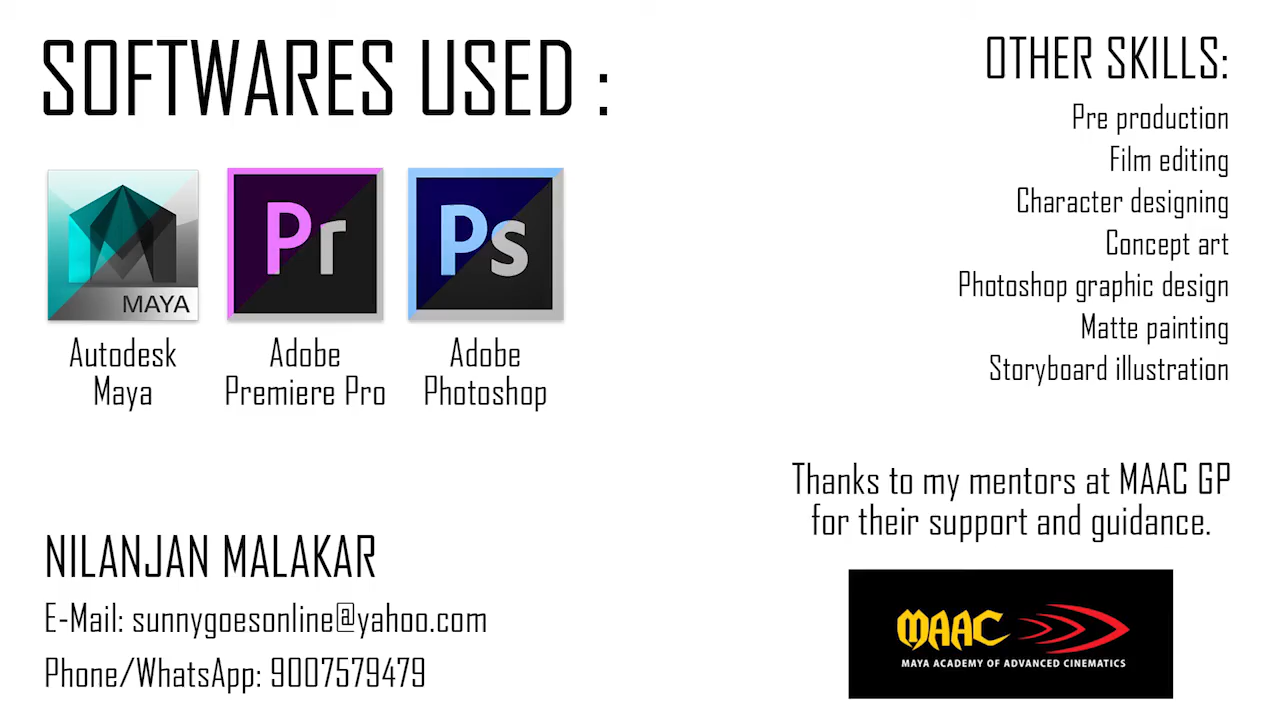 SOFTWARES USED :
MAYA
Pr
Ps
Autodesk
Maya
Adobe
Premiere Pro
Adobe
Photoshop
OTHER SKILLS:
Pre production
Film editing
Character designing
Concept art
Photoshop graphic design
Matte painting
Storyboard illustration
NILANJAN MALAKAR
E-Mail: sunnygoesonline@yahoo.com
Phone/WhatsApp: 9007579479
Thanks to my mentors at MAAC GP
for their support and guidance.
MAAC
MAYA ACADEMY OF ADVANCED CINEMATICS